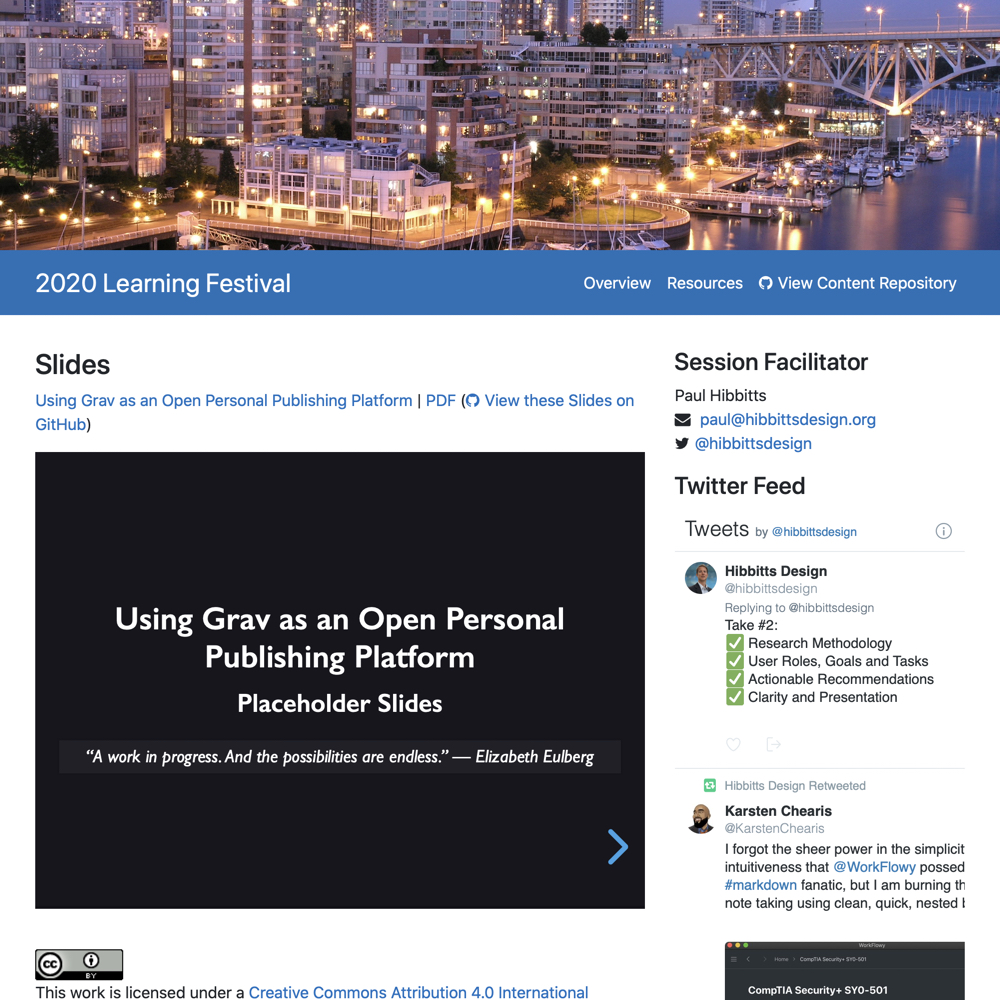 2020 Learning Festival
Overview Resources View Content Repository
Slides
Using Grav as an Open Personal Publishing Platform | PDF ( View these Slides on
GitHub)
Using Grav as an Open Personal
Publishing Platform
Placeholder Slides
“A work in progress. And the possibilities are endless.” — Elizabeth Eulberg
cc BY
This work is licensed under a Creative Commons Attribution 4.0 International
Session Facilitator
Paul Hibbitts
paul@hibbittsdesign.org
@hibbittsdesign
Twitter Feed
Tweets by @hibbittsdesign
Hibbitts Design
@hibbittsdesign
Replying to @hibbittsdesign
Take #2:
✅ Research Methodology
✅ User Roles, Goals and Tasks
✅ Actionable Recommendations
✅ Clarity and Presentation
Hibbitts Design Retweeted
Karsten Chearis
@KarstenChearis
I forgot the sheer power in the simplicit
intuitiveness that @WorkFlowy possed
#markdown fanatic, but I am burning th
note taking using clean, quick, nested
WorkFlowy
Home > CompTIA Security+ SY0-501
CompTIA Security+ SY0-501